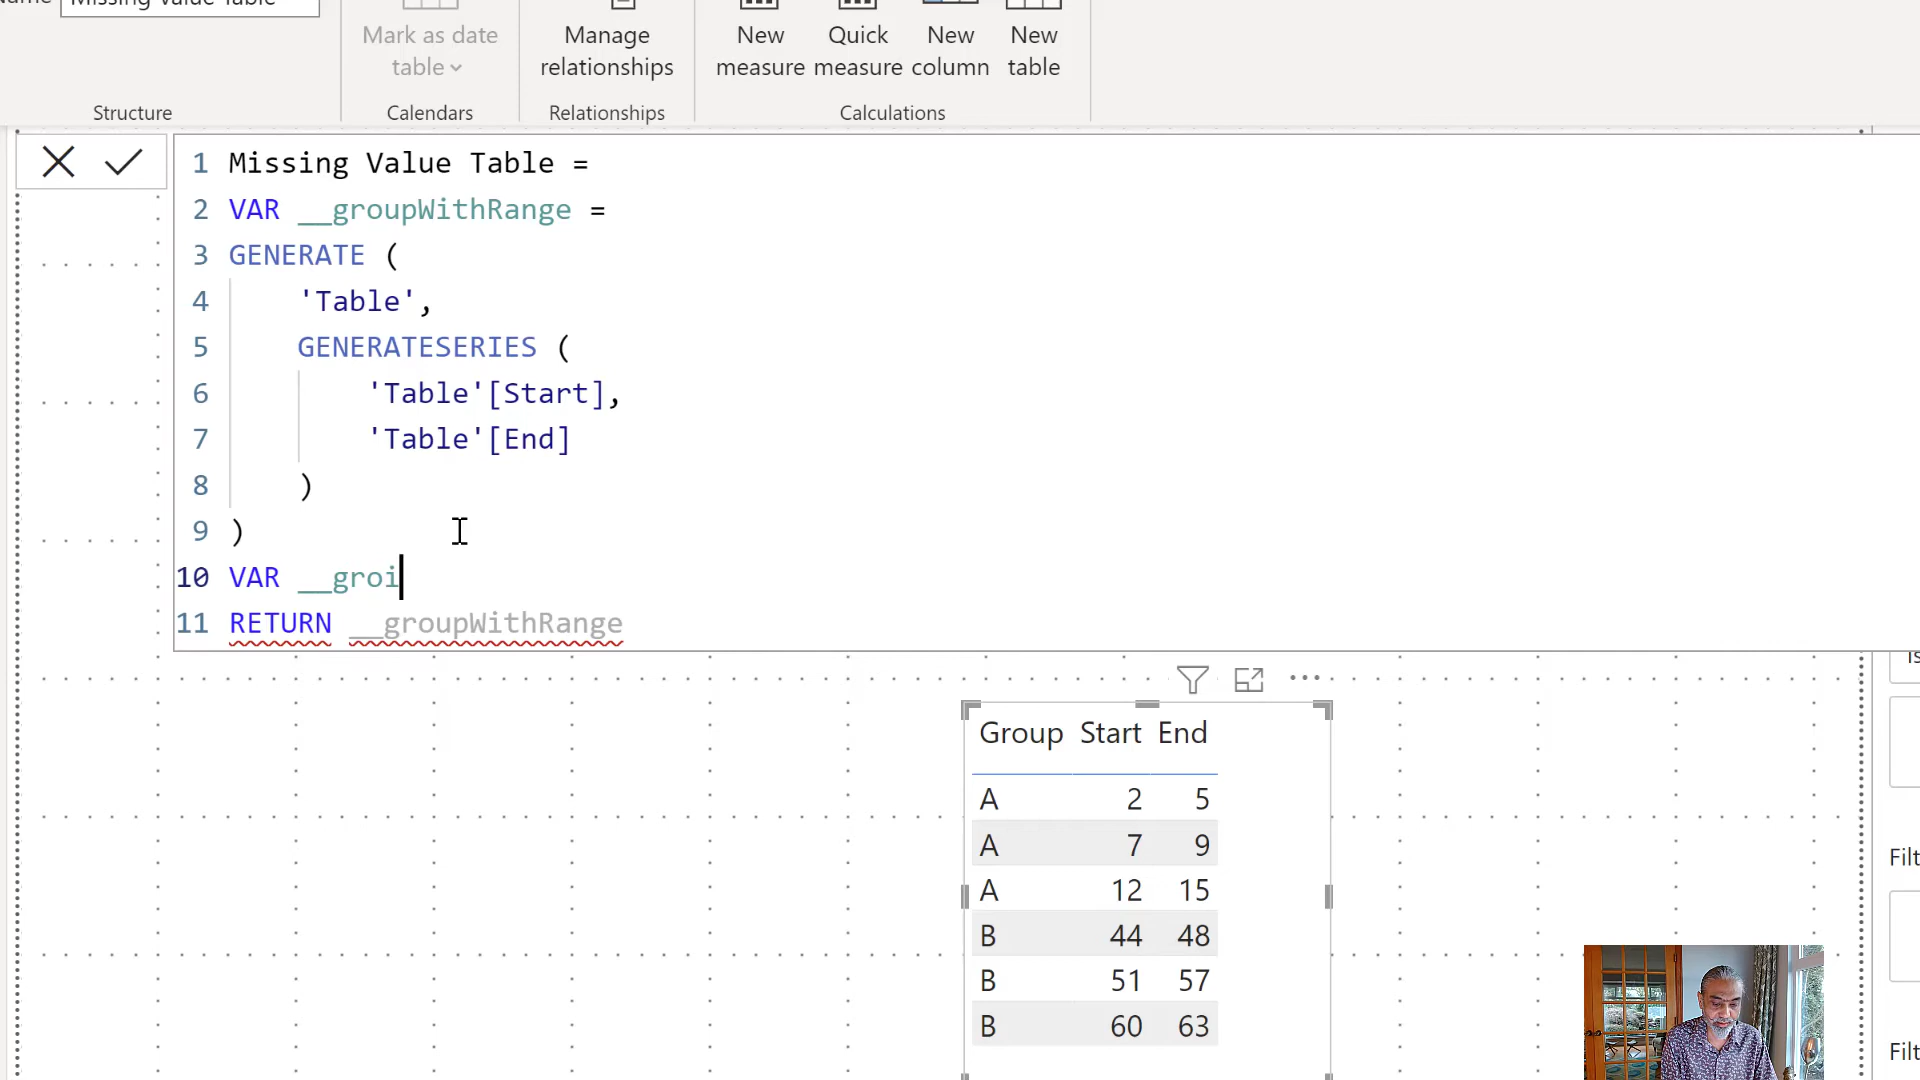 Missing Value Table
Mark as date
table
Manage
relationships
New
measure
Quick
measure
New
column
New
table
Structure
Calendars
Relationships
Calculations
1 Missing Value Table =
2 VAR __groupWithRange =
3 GENERATE (
4 'Table',
5 GENERATESERIES (
6 'Table'[Start],
7 'Table'[End]
8 )
9 )
10 VAR __groi
11 RETURN __groupWithRange
Group Start End
A 2 5
A 7 9
A 12 15
B 44 48
B 51 57
B 60 63